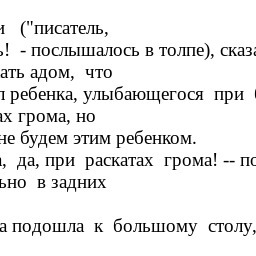 и ("писатель,
ь! - послышалось в толпе), сказа
ать адом, что
л ребенка, улыбающегося при
ах грома, но
не будем этим ребенком.
а, да, при раскатах грома! -- по
ьно в задних
а подошла к большому столу,